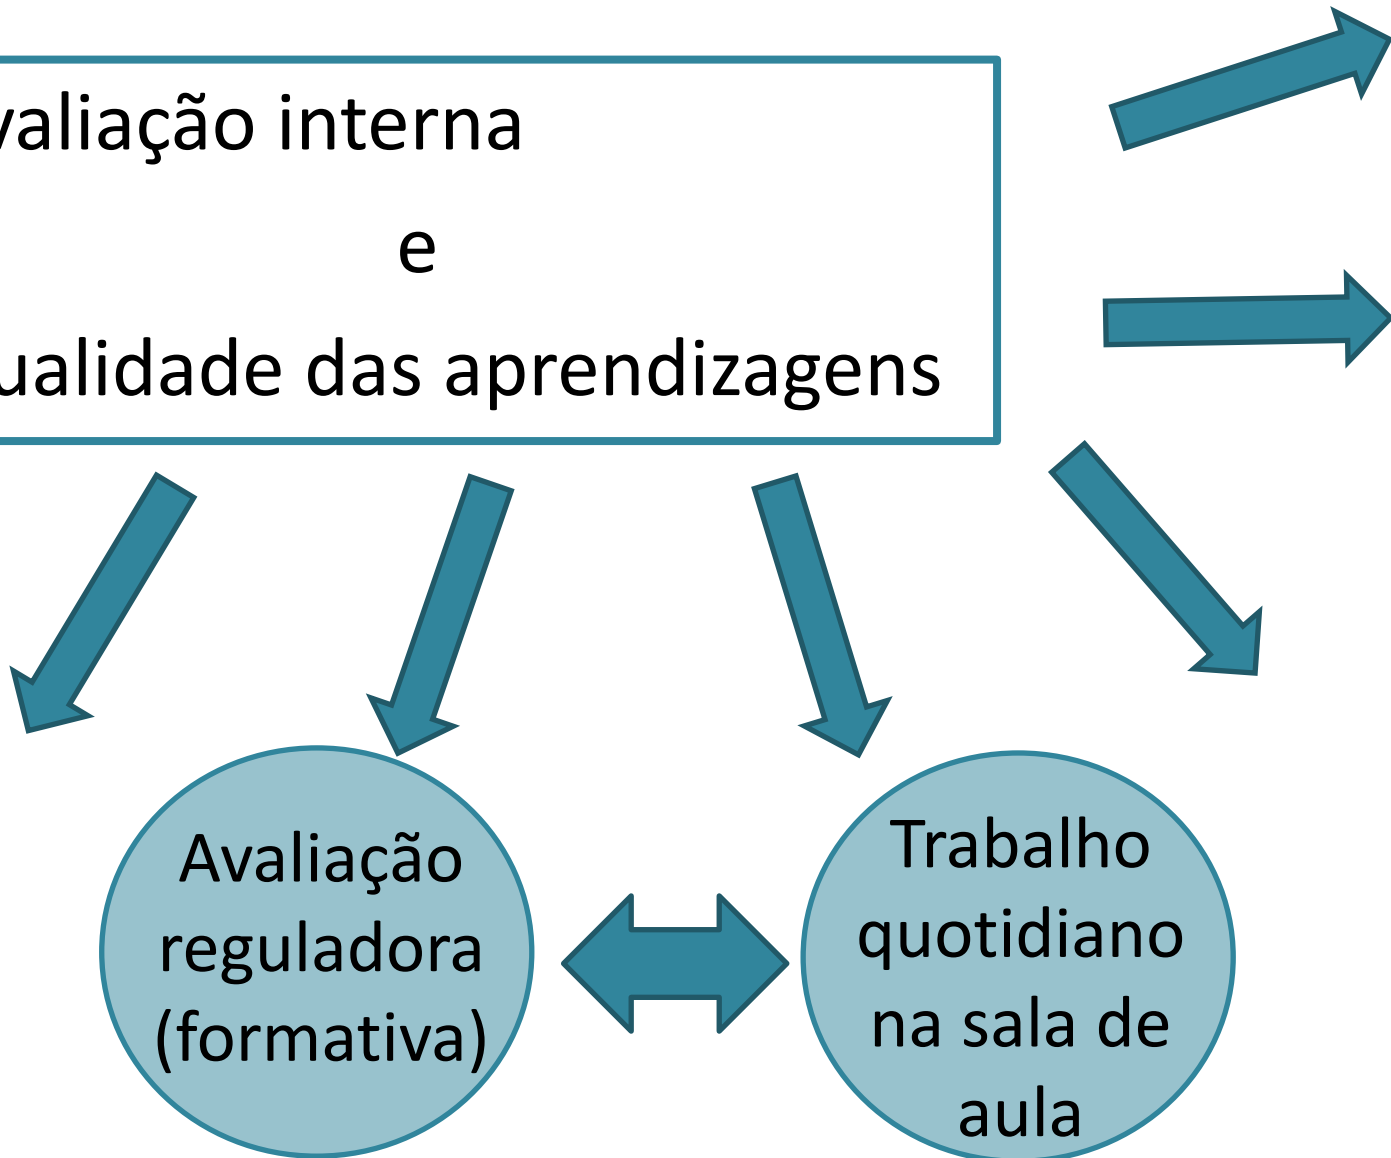 valiação interna
e
ualidade das aprendizagens
Avaliação
reguladora
(formativa)
Trabalho
quotidiano
na sala de
aula